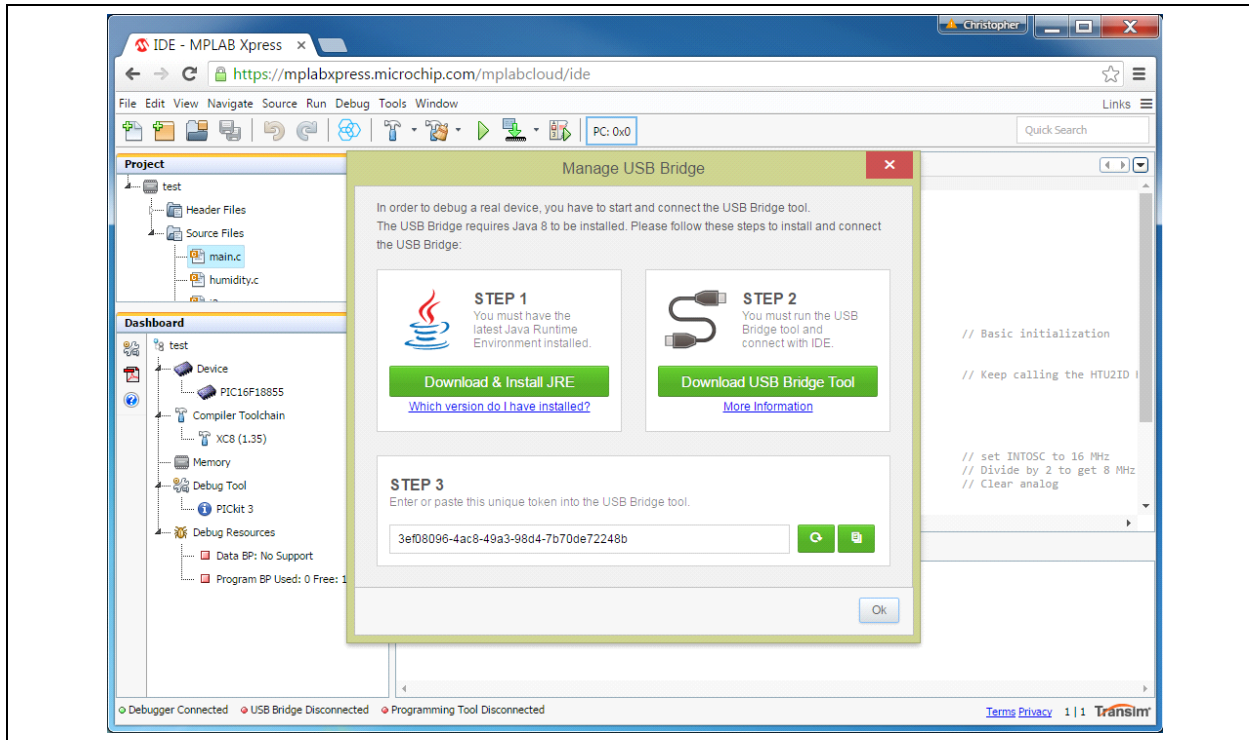 Christopher
IDE - MPLAB Xpress
https://mplabxpress.microchip.com/mplabcloud/ide
File Edit View Navigate Source Run Debug Tools Window
Links
PC: 0x0
Quick Search
Project
test
Header Files
Source Files
main.c
humidity.c
Dashboard
test
Device
PIC16F18855
Compiler Toolchain
XC8 (1.35)
Memory
Debug Tool
PICkit 3
Debug Resources
Data BP: No Support
Program BP Used: 0 Free: 1
Manage USB Bridge
In order to debug a real device, you have to start and connect the USB Bridge tool.
The USB Bridge requires Java 8 to be installed. Please follow these steps to install and connect
the USB Bridge:
STEP 1
You must have the
latest Java Runtime
Environment installed.
Download & Install JRE
Which version do I have installed?
STEP 2
You must run the USB
Bridge tool and
connect with IDE.
Download USB Bridge Tool
More Information
STEP 3
Enter or paste this unique token into the USB Bridge tool.
3ef08096-4ac8-49a3-98d4-7b70de72248b
Ok
// Basic initialization
// Keep calling the HTU2ID
// set INTOSC to 16 MHz
// Divide by 2 to get 8 MHz
// Clear analog
Debugger Connected USB Bridge Disconnected Programming Tool Disconnected
Terms Privacy 1 | 1 Transim